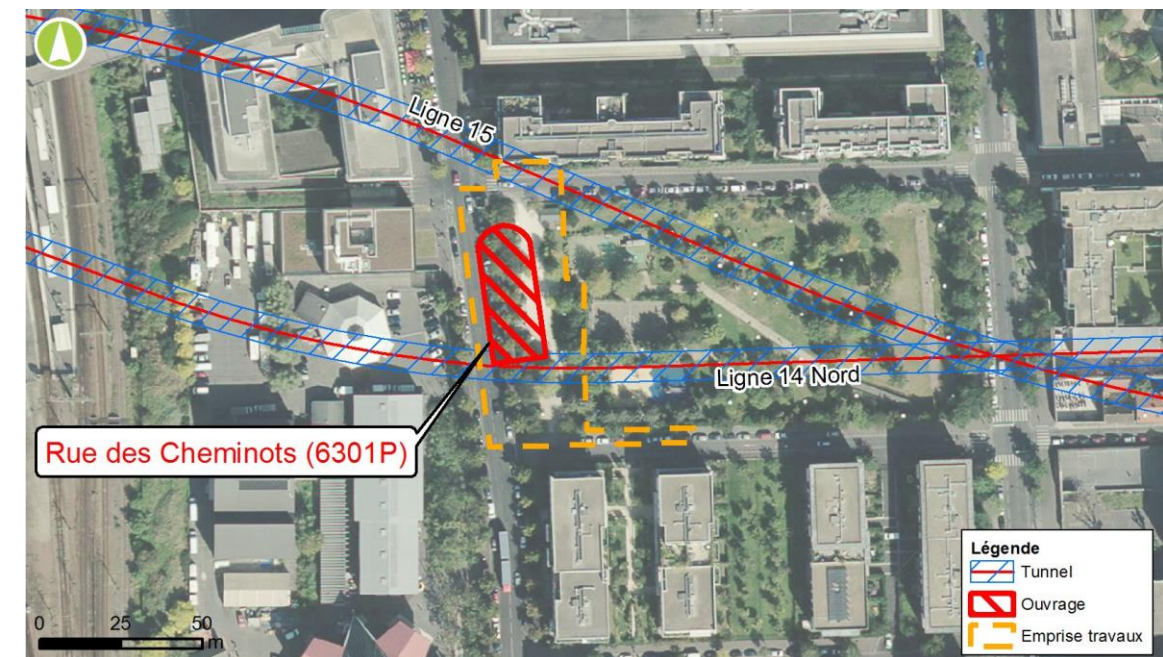 Ligne 15
Ligne 14 Nord
Rue des Cheminots (6301P)
0 25 50
m
Légende
Tunnel
Ouvrage
Emprise travaux